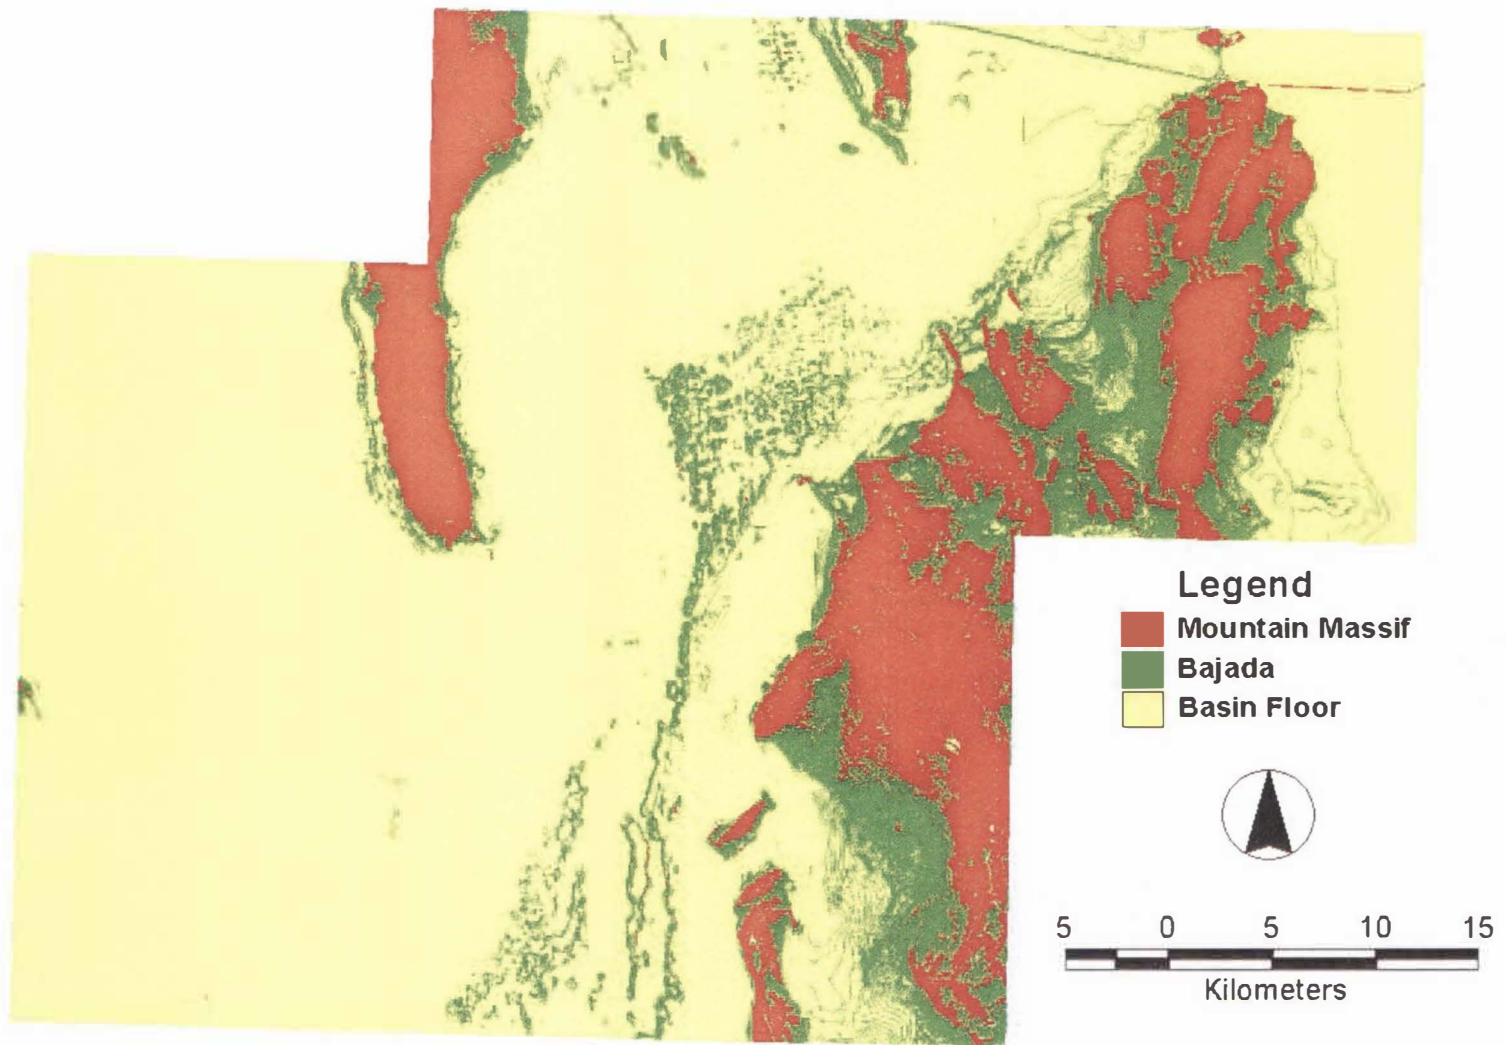 Legend
Mountain Massif
Bajada
Basin Floor
5 0 5 10 15
Kilometers